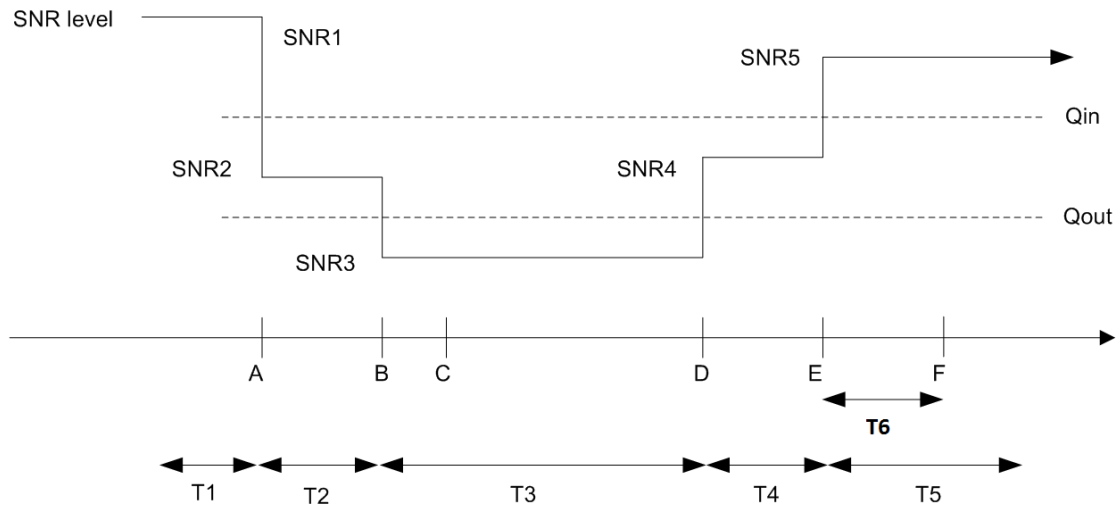 SNR level
SNR1
SNR5
Qin
SNR2
SNR4
Qout
SNR3
A B C D E F
T6
T1 T2 T3 T4 T5